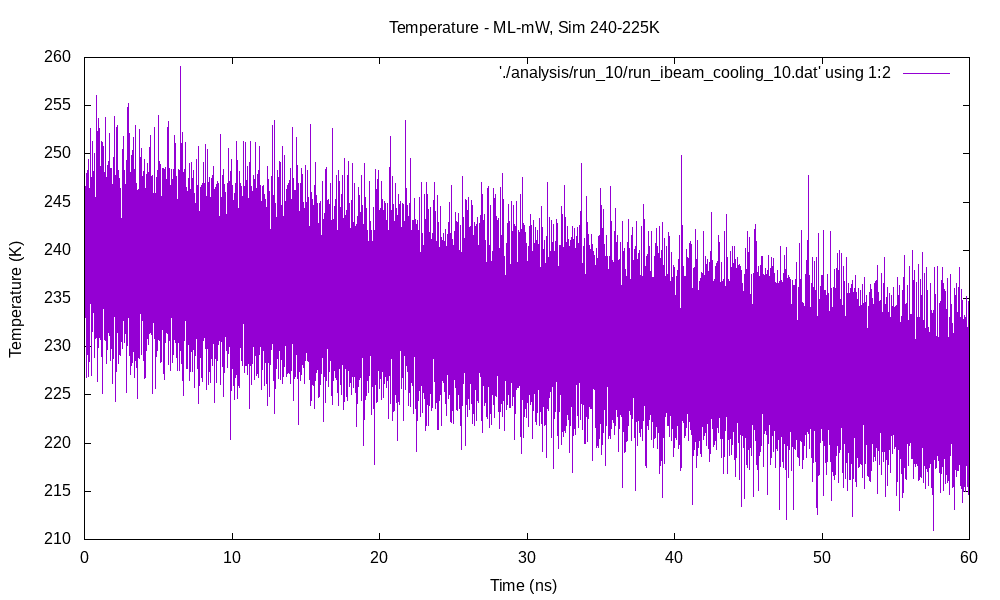 Temperature - ML-mW, Sim 240-225K
'./analysis/run_10/run_ibeam_cooling_10.dat' using 1:2
260
255
250
245
240
235
230
225
220
215
210
Temperature (K)
0 10 20 30 40 50 60
Time (ns)